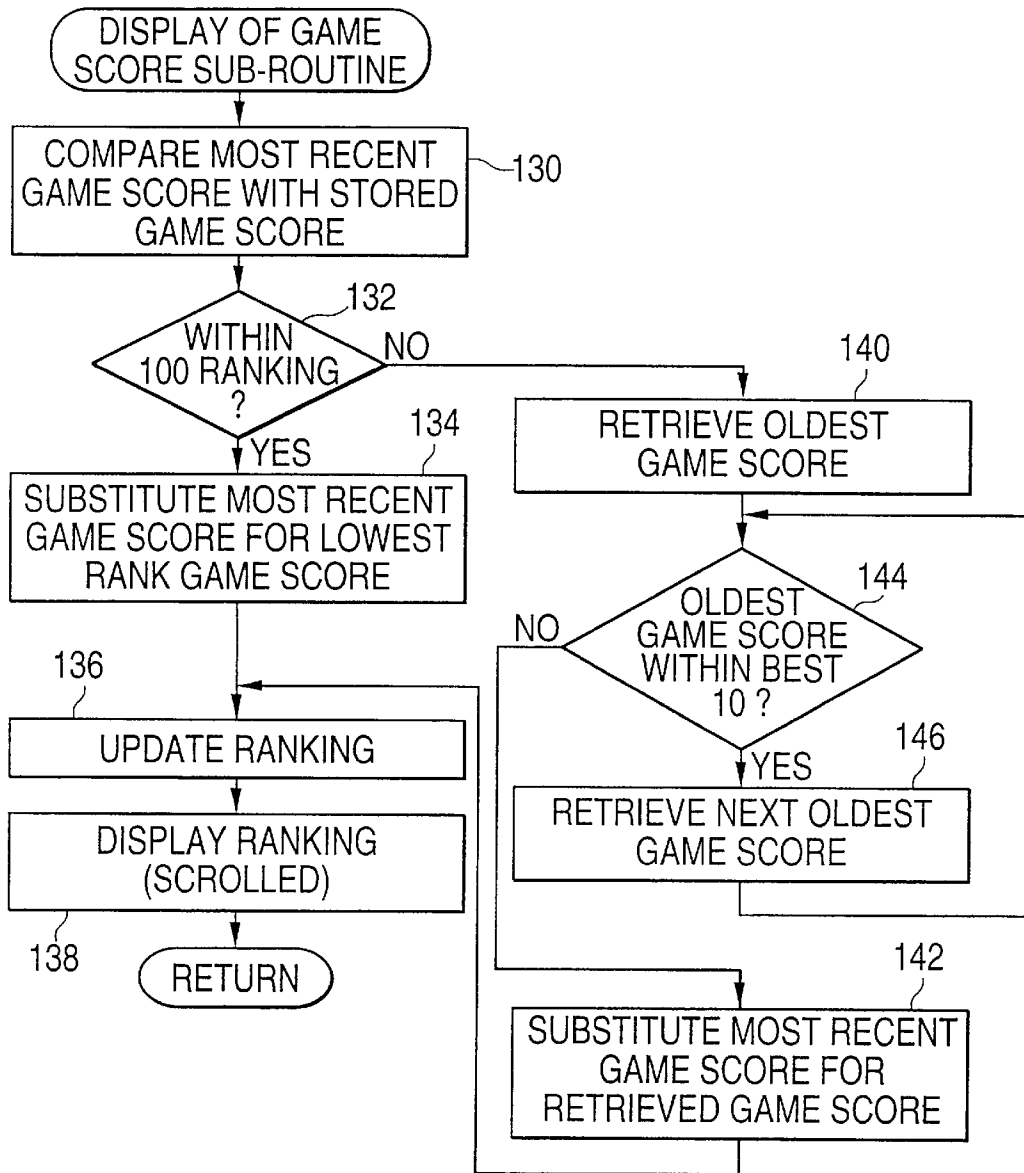 DISPLAY OF GAME
SCORE SUB-ROUTINE
COMPARE MOST RECENT
GAME SCORE WITH STORED
GAME SCORE
130
132
WITHIN
100 RANKING
?
NO
YES
134
SUBSTITUTE MOST RECENT
GAME SCORE FOR LOWEST
RANK GAME SCORE
136
UPDATE RANKING
DISPLAY RANKING
(SCROLLED)
138
RETURN
140
RETRIEVE OLDEST
GAME SCORE
144
OLDEST
GAME SCORE
WITHIN BEST
10 ?
NO
YES
146
RETRIEVE NEXT OLDEST
GAME SCORE
142
SUBSTITUTE MOST RECENT
GAME SCORE FOR
RETRIEVED GAME SCORE